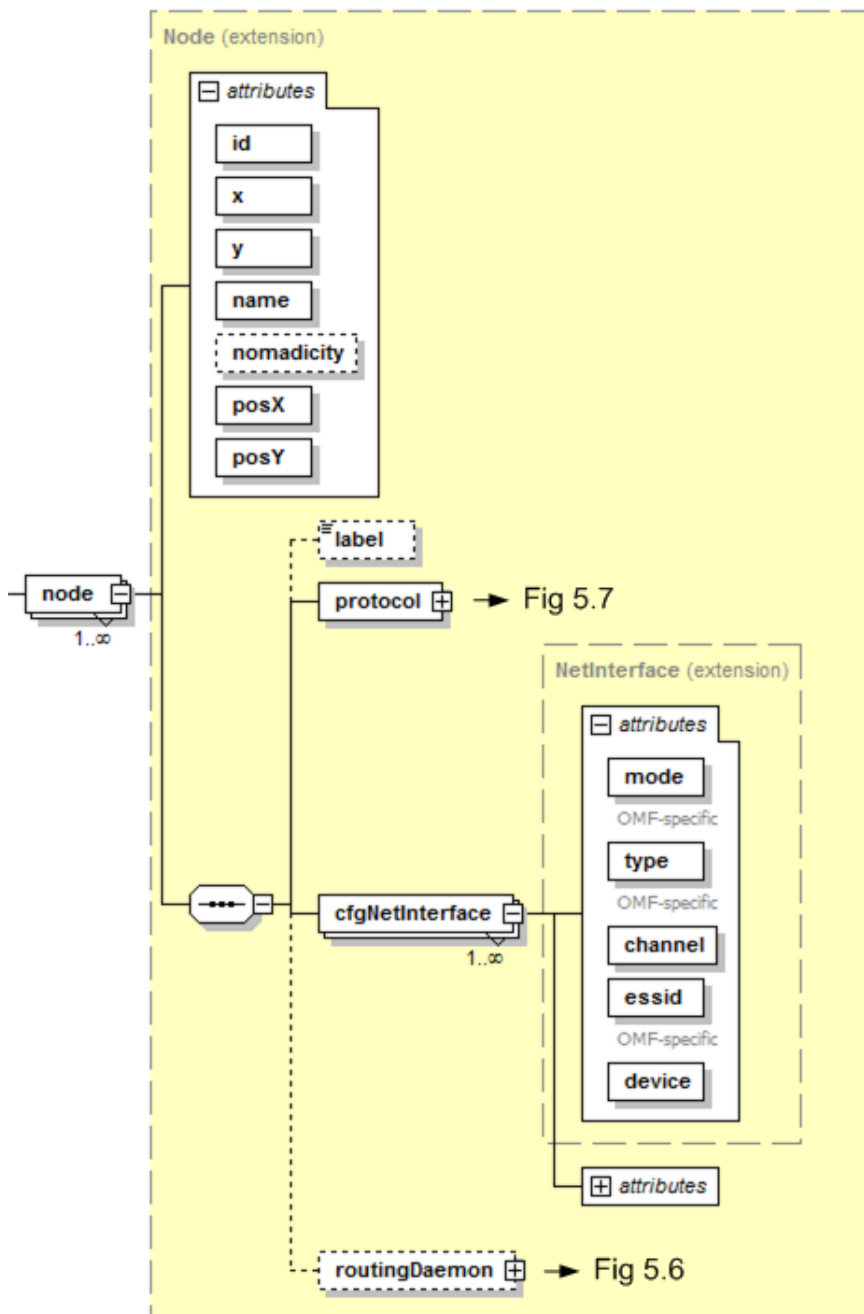 Node (extension)
attributes
id
x
y
name
nomadicity
posX
posY
label
node
1..∞
protocol
Fig 5.7
NetInterface (extension)
attributes
mode
OMF-specific
type
OMF-specific
channel
essid
OMF-specific
device
cfgNetInterface
1..∞
attributes
routingDaemon
Fig 5.6